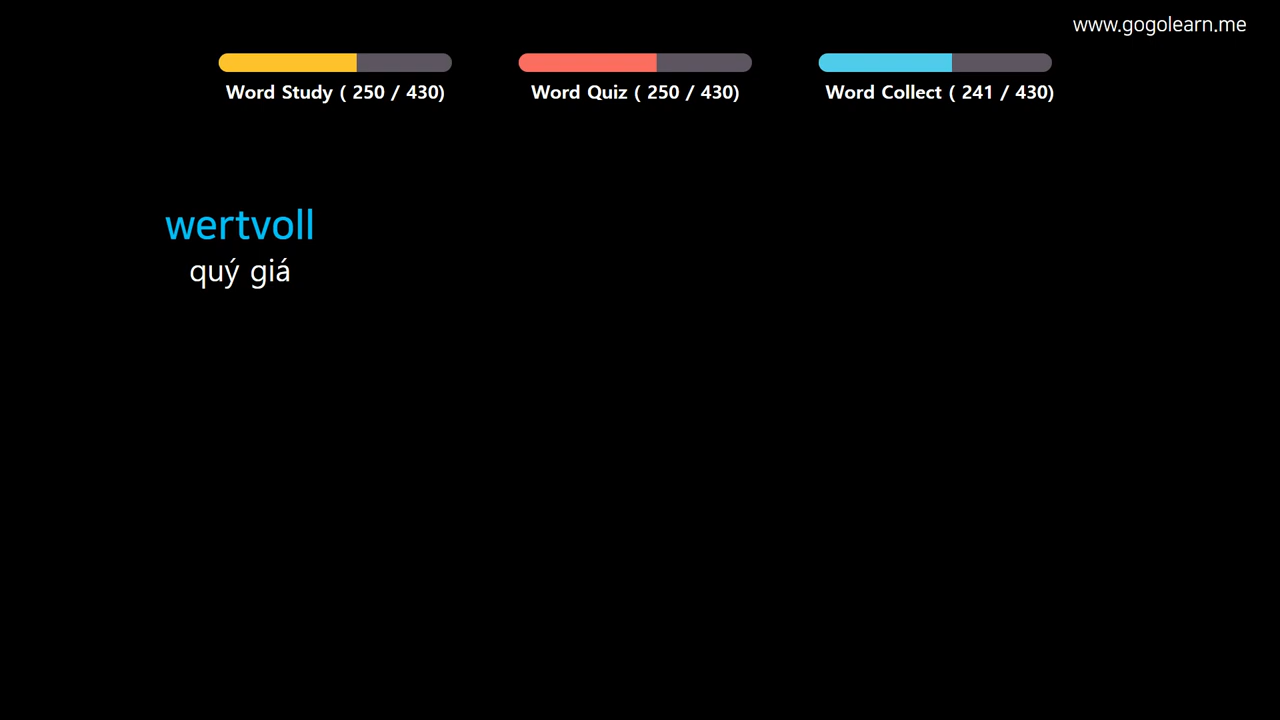 www.gogolearn.me
Word Study ( 250 / 430)
Word Quiz ( 250 / 430)
Word Collect ( 241 / 430)
wertvoll
quý giá